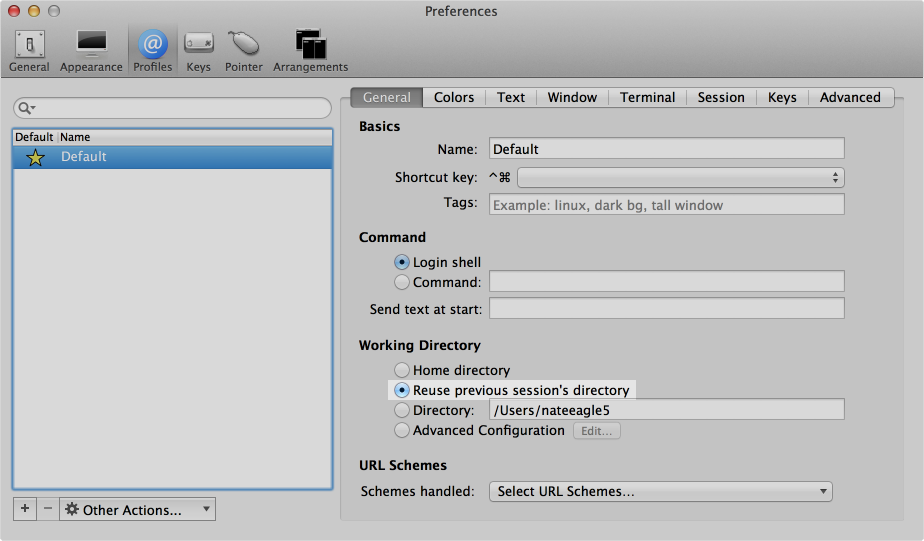 Preferences
General Appearance Profiles Keys Pointer Arrangements
General Colors Text Window Terminal Session Keys Advanced
Default Name
Default
Basics
Name: Default
Shortcut key: ^⌘
Tags: Example: linux, dark bg, tall window
Command
Login shell
Command:
Send text at start:
Working Directory
Home directory
Reuse previous session's directory
Directory: /Users/nateeagle5
Advanced Configuration Edit...
URL Schemes
Schemes handled: Select URL Schemes...
+ − Other Actions...